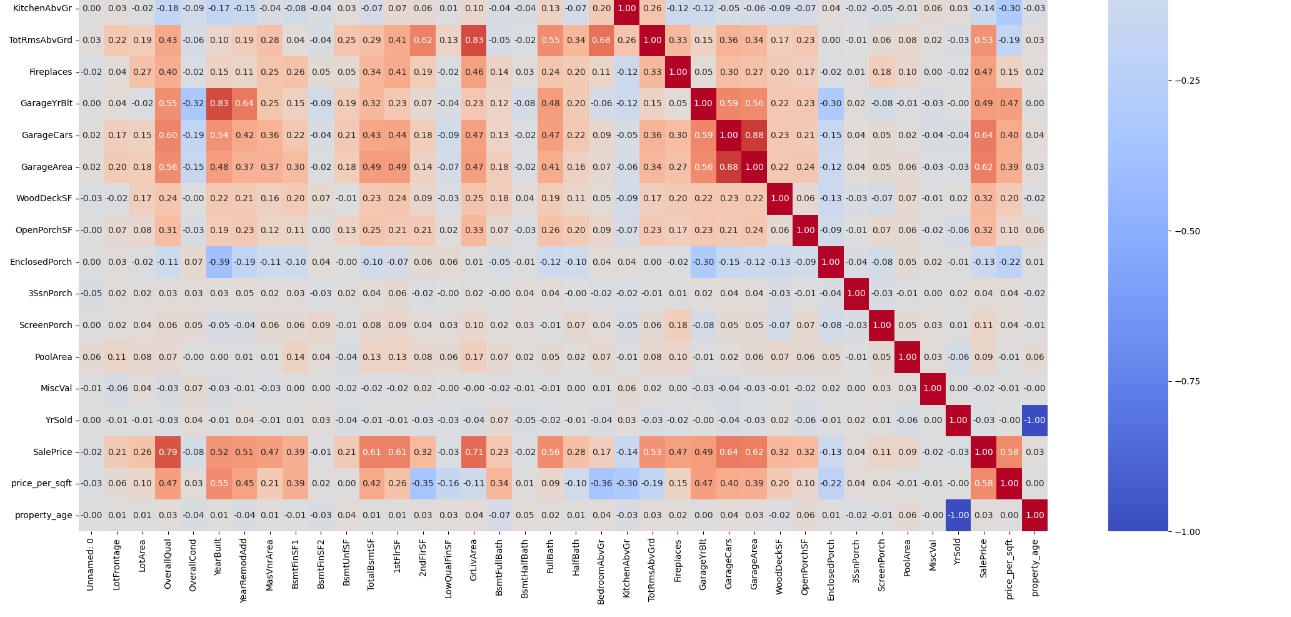 KitchenAbvGr 0.00 0.03 -0.02 -0.18 -0.09 -0.17 -0.15 -0.04 -0.08 -0.04 0.03 -0.07 0.07 0.06 0.01 0.10 -0.04 -0.04 0.13 -0.07 0.20 1.00 0.26 -0.12 -0.12 -0.05 -0.06 -0.09 -0.07 0.04 -0.02 -0.05 -0.01 0.06 0.03 -0.14 -0.30 -0.03
TotRmsAbvGrd -0.03 0.22 0.19 0.43 -0.06 0.10 0.19 0.28 0.04 -0.04 0.25 0.29 0.41 0.62 0.13 0.83 -0.05 -0.02 0.55 0.34 0.68 0.26 1.00 0.33 0.15 0.36 0.34 0.17 0.23 0.00 -0.01 0.06 0.08 0.02 -0.03 0.53 -0.19 0.03
Fireplaces -0.02 0.04 0.27 0.40 -0.02 0.15 0.11 0.25 0.26 0.05 0.05 0.34 0.41 0.19 -0.02 0.46 0.14 0.03 0.24 0.20 0.11 -0.12 0.33 1.00 0.05 0.30 0.27 0.20 0.17 -0.02 0.01 0.18 0.10 0.00 -0.02 0.47 0.15 0.02
GarageYrBlt 0.00 0.04 -0.02 0.55 -0.32 0.83 0.64 0.25 0.15 -0.09 0.19 0.32 0.23 0.07 -0.04 0.23 0.12 -0.08 0.48 0.20 -0.06 -0.12 0.15 0.05 1.00 0.59 0.56 0.22 0.23 -0.30 0.02 -0.08 -0.01 -0.03 -0.00 0.49 0.47 0.00
GarageCars 0.02 0.17 0.15 0.60 -0.19 0.54 0.42 0.36 0.22 -0.04 0.21 0.43 0.44 0.18 -0.09 0.47 0.13 -0.02 0.47 0.22 0.09 -0.05 0.36 0.30 0.59 1.00 0.88 0.23 0.21 -0.15 0.04 0.05 0.02 -0.04 -0.04 0.64 0.40 0.04
GarageArea 0.02 0.20 0.18 0.56 -0.15 0.48 0.37 0.37 0.30 -0.02 0.18 0.49 0.49 0.14 -0.07 0.47 0.18 -0.02 0.41 0.16 0.07 -0.06 0.34 0.27 0.56 0.88 1.00 0.22 0.24 -0.12 0.04 0.05 0.06 -0.03 -0.03 0.62 0.39 0.03
WoodDeckSF -0.03 -0.02 0.17 0.24 -0.00 0.22 0.21 0.16 0.20 0.07 -0.01 0.23 0.24 0.09 -0.03 0.25 0.18 0.04 0.19 0.11 0.05 -0.09 0.17 0.20 0.22 0.23 0.22 1.00 0.06 -0.13 -0.03 -0.07 0.07 -0.01 0.02 0.32 0.20 -0.02
OpenPorchSF -0.00 0.07 0.08 0.31 -0.03 0.19 0.23 0.12 0.11 0.00 0.13 0.25 0.21 0.21 0.02 0.33 0.07 -0.03 0.26 0.20 0.09 -0.07 0.23 0.17 0.23 0.21 0.24 0.06 1.00 -0.09 -0.01 0.07 0.06 -0.02 -0.06 0.32 0.10 0.06
EnclosedPorch 0.00 0.03 -0.02 -0.11 0.07 -0.39 -0.19 -0.11 -0.10 0.04 -0.00 -0.10 -0.07 0.06 0.06 0.01 -0.05 -0.01 -0.12 -0.10 0.04 0.04 0.00 -0.02 -0.30 -0.15 -0.12 -0.13 -0.09 1.00 -0.04 -0.08 0.05 0.02 -0.01 -0.13 -0.22 0.01
3SsnPorch -0.05 0.02 0.02 0.03 0.03 0.03 0.05 0.02 0.03 -0.03 0.02 0.04 0.06 -0.02 -0.00 0.02 -0.00 0.04 0.04 -0.00 -0.02 -0.02 -0.01 0.01 0.02 0.04 0.04 -0.03 -0.01 -0.04 1.00 -0.03 -0.01 0.00 0.02 0.04 0.04 -0.02
ScreenPorch 0.00 0.02 0.04 0.06 0.05 -0.05 -0.04 0.06 0.06 0.09 -0.01 0.08 0.09 0.04 0.03 0.10 0.02 0.03 -0.01 0.07 0.04 -0.05 0.06 0.18 -0.08 0.05 0.05 -0.07 0.07 -0.08 -0.03 1.00 0.05 0.03 0.01 0.11 0.04 -0.01
PoolArea 0.06 0.11 0.08 0.07 -0.00 0.00 0.01 0.01 0.14 0.04 -0.04 0.13 0.13 0.08 0.06 0.17 0.07 0.02 0.05 0.02 0.07 -0.01 0.08 0.10 -0.01 0.02 0.06 0.07 0.06 0.05 -0.01 0.05 1.00 0.03 -0.06 0.09 -0.01 0.06
MiscVal -0.01 -0.06 0.04 -0.03 0.07 -0.03 -0.01 -0.03 0.00 0.00 -0.02 -0.02 -0.02 0.02 -0.00 -0.00 -0.02 -0.01 -0.01 0.00 0.01 0.06 0.02 0.00 -0.03 -0.04 -0.03 -0.01 -0.02 0.02 0.00 0.03 0.03 1.00 0.00 -0.02 -0.01 -0.00
YrSold 0.00 -0.01 -0.01 -0.03 0.04 -0.01 0.04 -0.01 0.01 0.03 -0.04 -0.01 -0.01 -0.03 -0.03 -0.04 0.07 -0.05 -0.02 -0.01 -0.04 0.03 -0.03 -0.02 -0.00 -0.04 -0.03 0.02 -0.06 -0.01 0.02 0.01 -0.06 0.00 1.00 -0.03 -0.00 -1.00
SalePrice -0.02 0.21 0.26 0.79 -0.08 0.52 0.51 0.47 0.39 -0.01 0.21 0.61 0.61 0.32 -0.03 0.71 0.23 -0.02 0.56 0.28 0.17 -0.14 0.53 0.47 0.49 0.64 0.62 0.32 0.32 -0.13 0.04 0.11 0.09 -0.02 -0.03 1.00 0.58 0.03
price_per_sqft -0.03 0.06 0.10 0.47 0.03 0.55 0.45 0.21 0.39 0.02 0.00 0.42 0.26 -0.35 -0.16 -0.11 0.34 0.01 0.09 -0.10 -0.36 -0.30 -0.19 0.15 0.47 0.40 0.39 0.20 0.10 -0.22 0.04 0.04 -0.01 -0.01 -0.00 0.58 1.00 0.00
property_age -0.00 0.01 0.01 0.03 -0.04 0.01 -0.04 0.01 -0.01 -0.03 0.04 0.01 0.01 0.03 0.03 0.04 -0.07 0.05 0.02 0.01 0.04 -0.03 0.03 0.02 0.00 0.04 0.03 -0.02 0.06 0.01 -0.02 -0.01 0.06 -0.00 -1.00 0.03 0.00 1.00
Unnamed: 0
LotFrontage
LotArea
OverallQual
OverallCond
YearBuilt
YearRemodAdd
MasVnrArea
BsmtFinSF1
BsmtFinSF2
BsmtUnfSF
TotalBsmtSF
1stFlrSF
2ndFlrSF
LowQualFinSF
GrLivArea
BsmtFullBath
BsmtHalfBath
FullBath
HalfBath
BedroomAbvGr
KitchenAbvGr
TotRmsAbvGrd
Fireplaces
GarageYrBlt
GarageCars
GarageArea
WoodDeckSF
OpenPorchSF
EnclosedPorch
3SsnPorch
ScreenPorch
PoolArea
MiscVal
YrSold
SalePrice
price_per_sqft
property_age
−0.25
−0.50
−0.75
−1.00